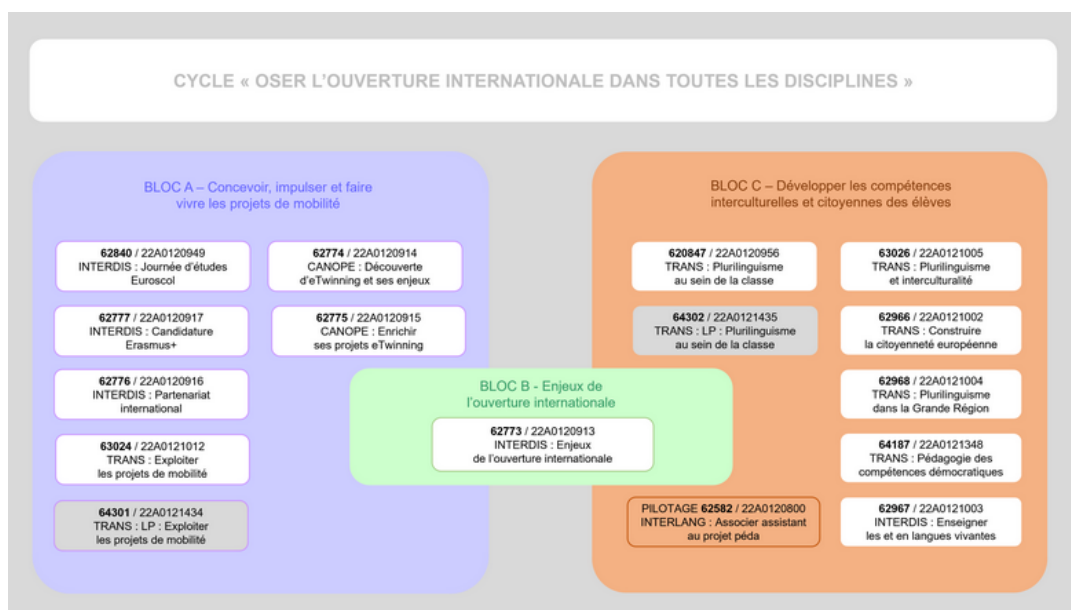 CYCLE « OSER L'OUVERTURE INTERNATIONALE DANS TOUTES LES DISCIPLINES »
BLOC A – Concevoir, impulser et faire
vivre les projets de mobilité
62840 / 22A0120949
INTERDIS : Journée d'études
Euroscol
62777 / 22A0120917
INTERDIS : Candidature
Erasmus+
62776 / 22A0120916
INTERDIS : Partenariat
international
63024 / 22A0121012
TRANS : Exploiter
les projets de mobilité
64301 / 22A0121434
TRANS : LP : Exploiter
les projets de mobilité
62774 / 22A0120914
CANOPE : Découverte
d'eTwinning et ses enjeux
62775 / 22A0120915
CANOPE : Enrichir
ses projets eTwinning
BLOC B - Enjeux de
l'ouverture internationale
62773 / 22A0120913
INTERDIS : Enjeux
de l'ouverture internationale
BLOC C – Développer les compétences
interculturelles et citoyennes des élèves
620847 / 22A0120956
TRANS : Plurilinguisme
au sein de la classe
64302 / 22A0121435
TRANS : LP : Plurilinguisme
au sein de la classe
PILOTAGE 62582 / 22A0120800
INTERLANG : Associer assistant
au projet péda
63026 / 22A0121005
TRANS : Plurilinguisme
et interculturalité
62966 / 22A0121002
TRANS : Construire
la citoyenneté européenne
62968 / 22A0121004
TRANS : Plurilinguisme
dans la Grande Région
64187 / 22A0121348
TRANS : Pédagogie des
compétences démocratiques
62967 / 22A0121003
INTERDIS : Enseigner
les et en langues vivantes